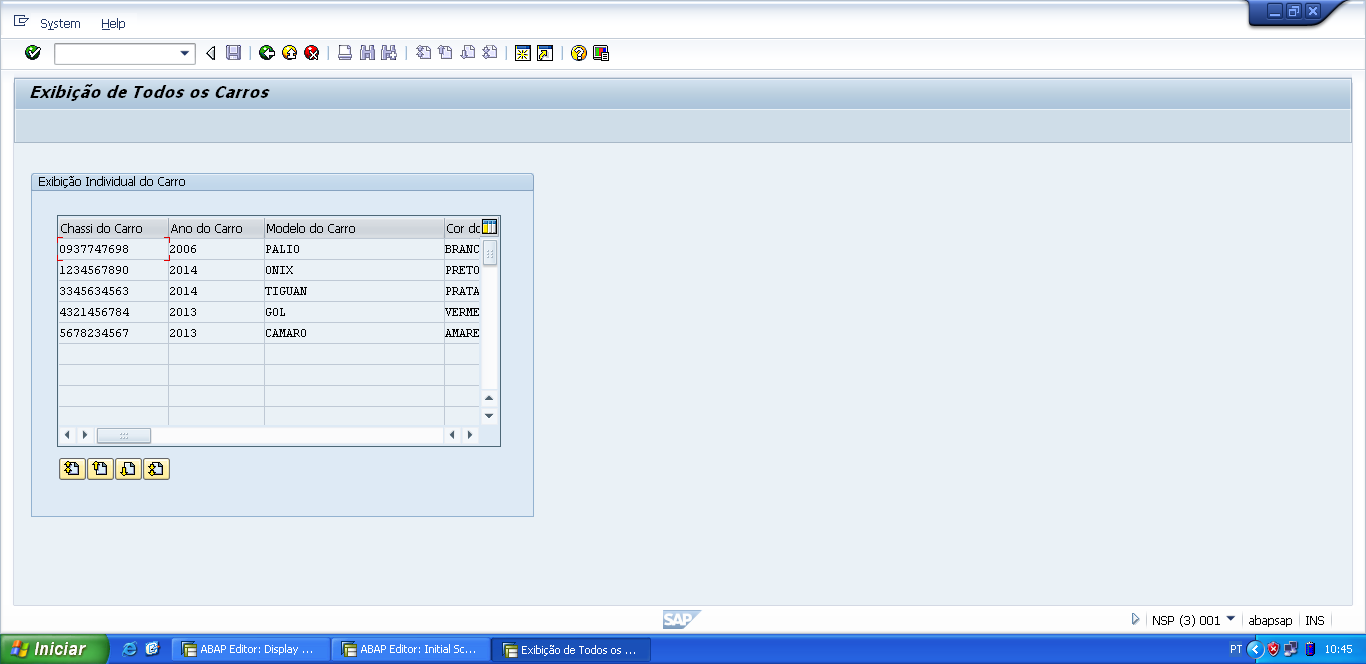 System Help
Exibição de Todos os Carros
Exibição Individual do Carro
Chassi do Carro Ano do Carro Modelo do Carro Cor do
0937747698 2006 PALIO BRANC
1234567890 2014 ONIX PRETO
3345634563 2014 TIGUAN PRATA
4321456784 2013 GOL VERME
5678234567 2013 CAMARO AMARE
SAP
NSP (3) 001 abapsap INS
Iniciar ABAP Editor: Display ... ABAP Editor: Initial Sc... Exibição de Todos os ... PT 10:45